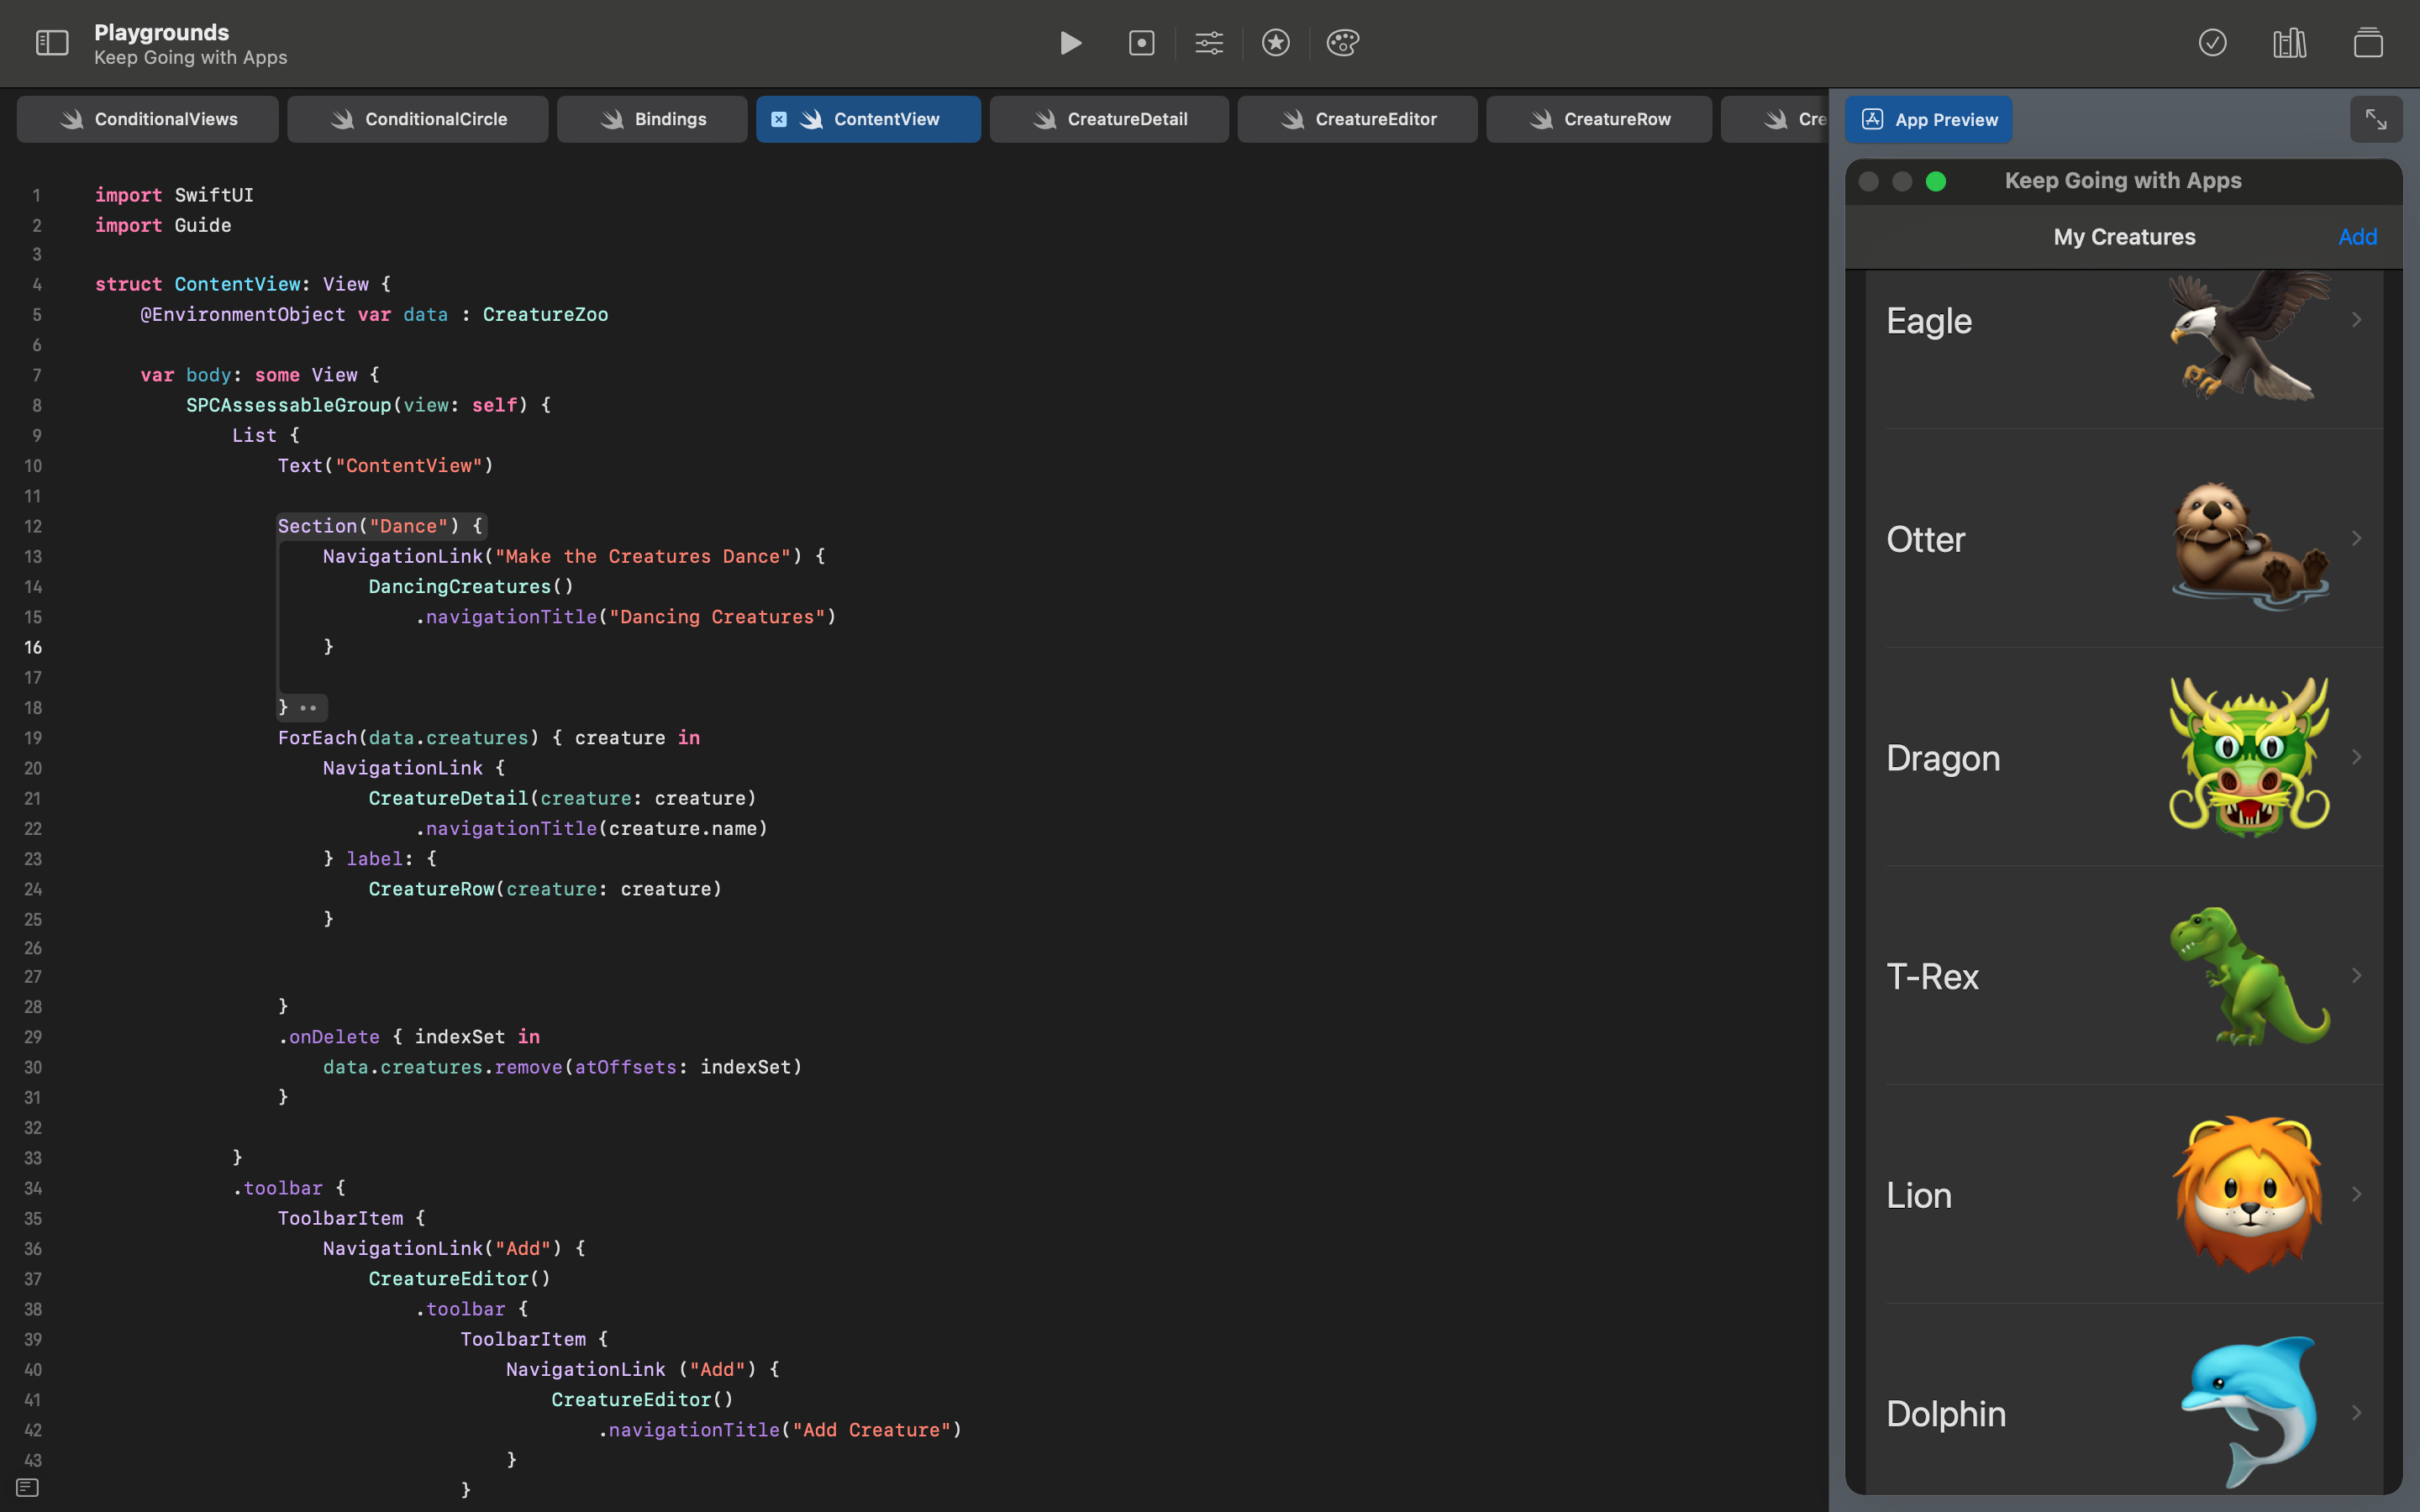 Playgrounds
Keep Going with Apps
ConditionalViews
ConditionalCircle
Bindings
ContentView
CreatureDetail
CreatureEditor
CreatureRow
Cre
1 import SwiftUI
2 import Guide
3
4 struct ContentView: View {
5 @EnvironmentObject var data : CreatureZoo
6
7 var body: some View {
8 SPCAssessableGroup(view: self) {
9 List {
10 Text("ContentView")
11
12 Section("Dance") {
13 NavigationLink("Make the Creatures Dance") {
14 DancingCreatures()
15 .navigationTitle("Dancing Creatures")
16 }
17
18 }
19 ForEach(data.creatures) { creature in
20 NavigationLink {
21 CreatureDetail(creature: creature)
22 .navigationTitle(creature.name)
23 } label: {
24 CreatureRow(creature: creature)
25 }
26
27
28 }
29 .onDelete { indexSet in
30 data.creatures.remove(atOffsets: indexSet)
31 }
32
33 }
34 .toolbar {
35 ToolbarItem {
36 NavigationLink("Add") {
37 CreatureEditor()
38 .toolbar {
39 ToolbarItem {
40 NavigationLink ("Add") {
41 CreatureEditor()
42 .navigationTitle("Add Creature")
43 }
}
App Preview
Keep Going with Apps
My Creatures
Add
Eagle
Otter
Dragon
T-Rex
Lion
Dolphin